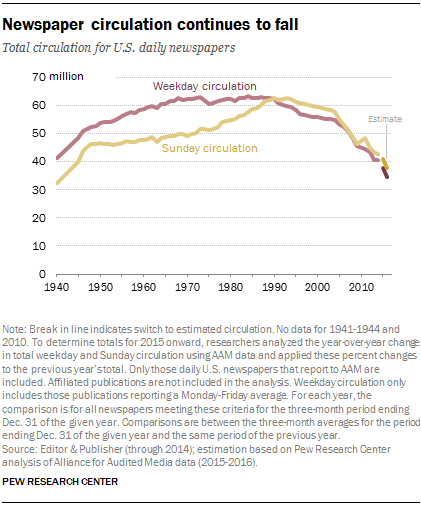 Newspaper circulation continues to fall
Total circulation for U.S. daily newspapers
70 million
Weekday circulation
60
50
Estimate
Sunday circulation
40
30
20
10
0
1940 1950 1960 1970 1980 1990 2000 2010
Note: Break in line indicates switch to estimated circulation. No data for 1941-1944 and
2010. To determine totals for 2015 onward, researchers analyzed the year-over-year change
in total weekday and Sunday circulation using AAM data and applied these percent changes
to the previous year's total. Only those daily U.S. newspapers that report to AAM are
included. Affiliated publications are not included in the analysis. Weekday circulation only
includes those publications reporting a Monday-Friday average. For each year, the
comparison is for all newspapers meeting these criteria for the three-month period ending
Dec. 31 of the given year. Comparisons are between the three-month averages for the period
ending Dec. 31 of the given year and the same period of the previous year.
Source: Editor & Publisher (through 2014); estimation based on Pew Research Center
analysis of Alliance for Audited Media data (2015-2016).
PEW RESEARCH CENTER